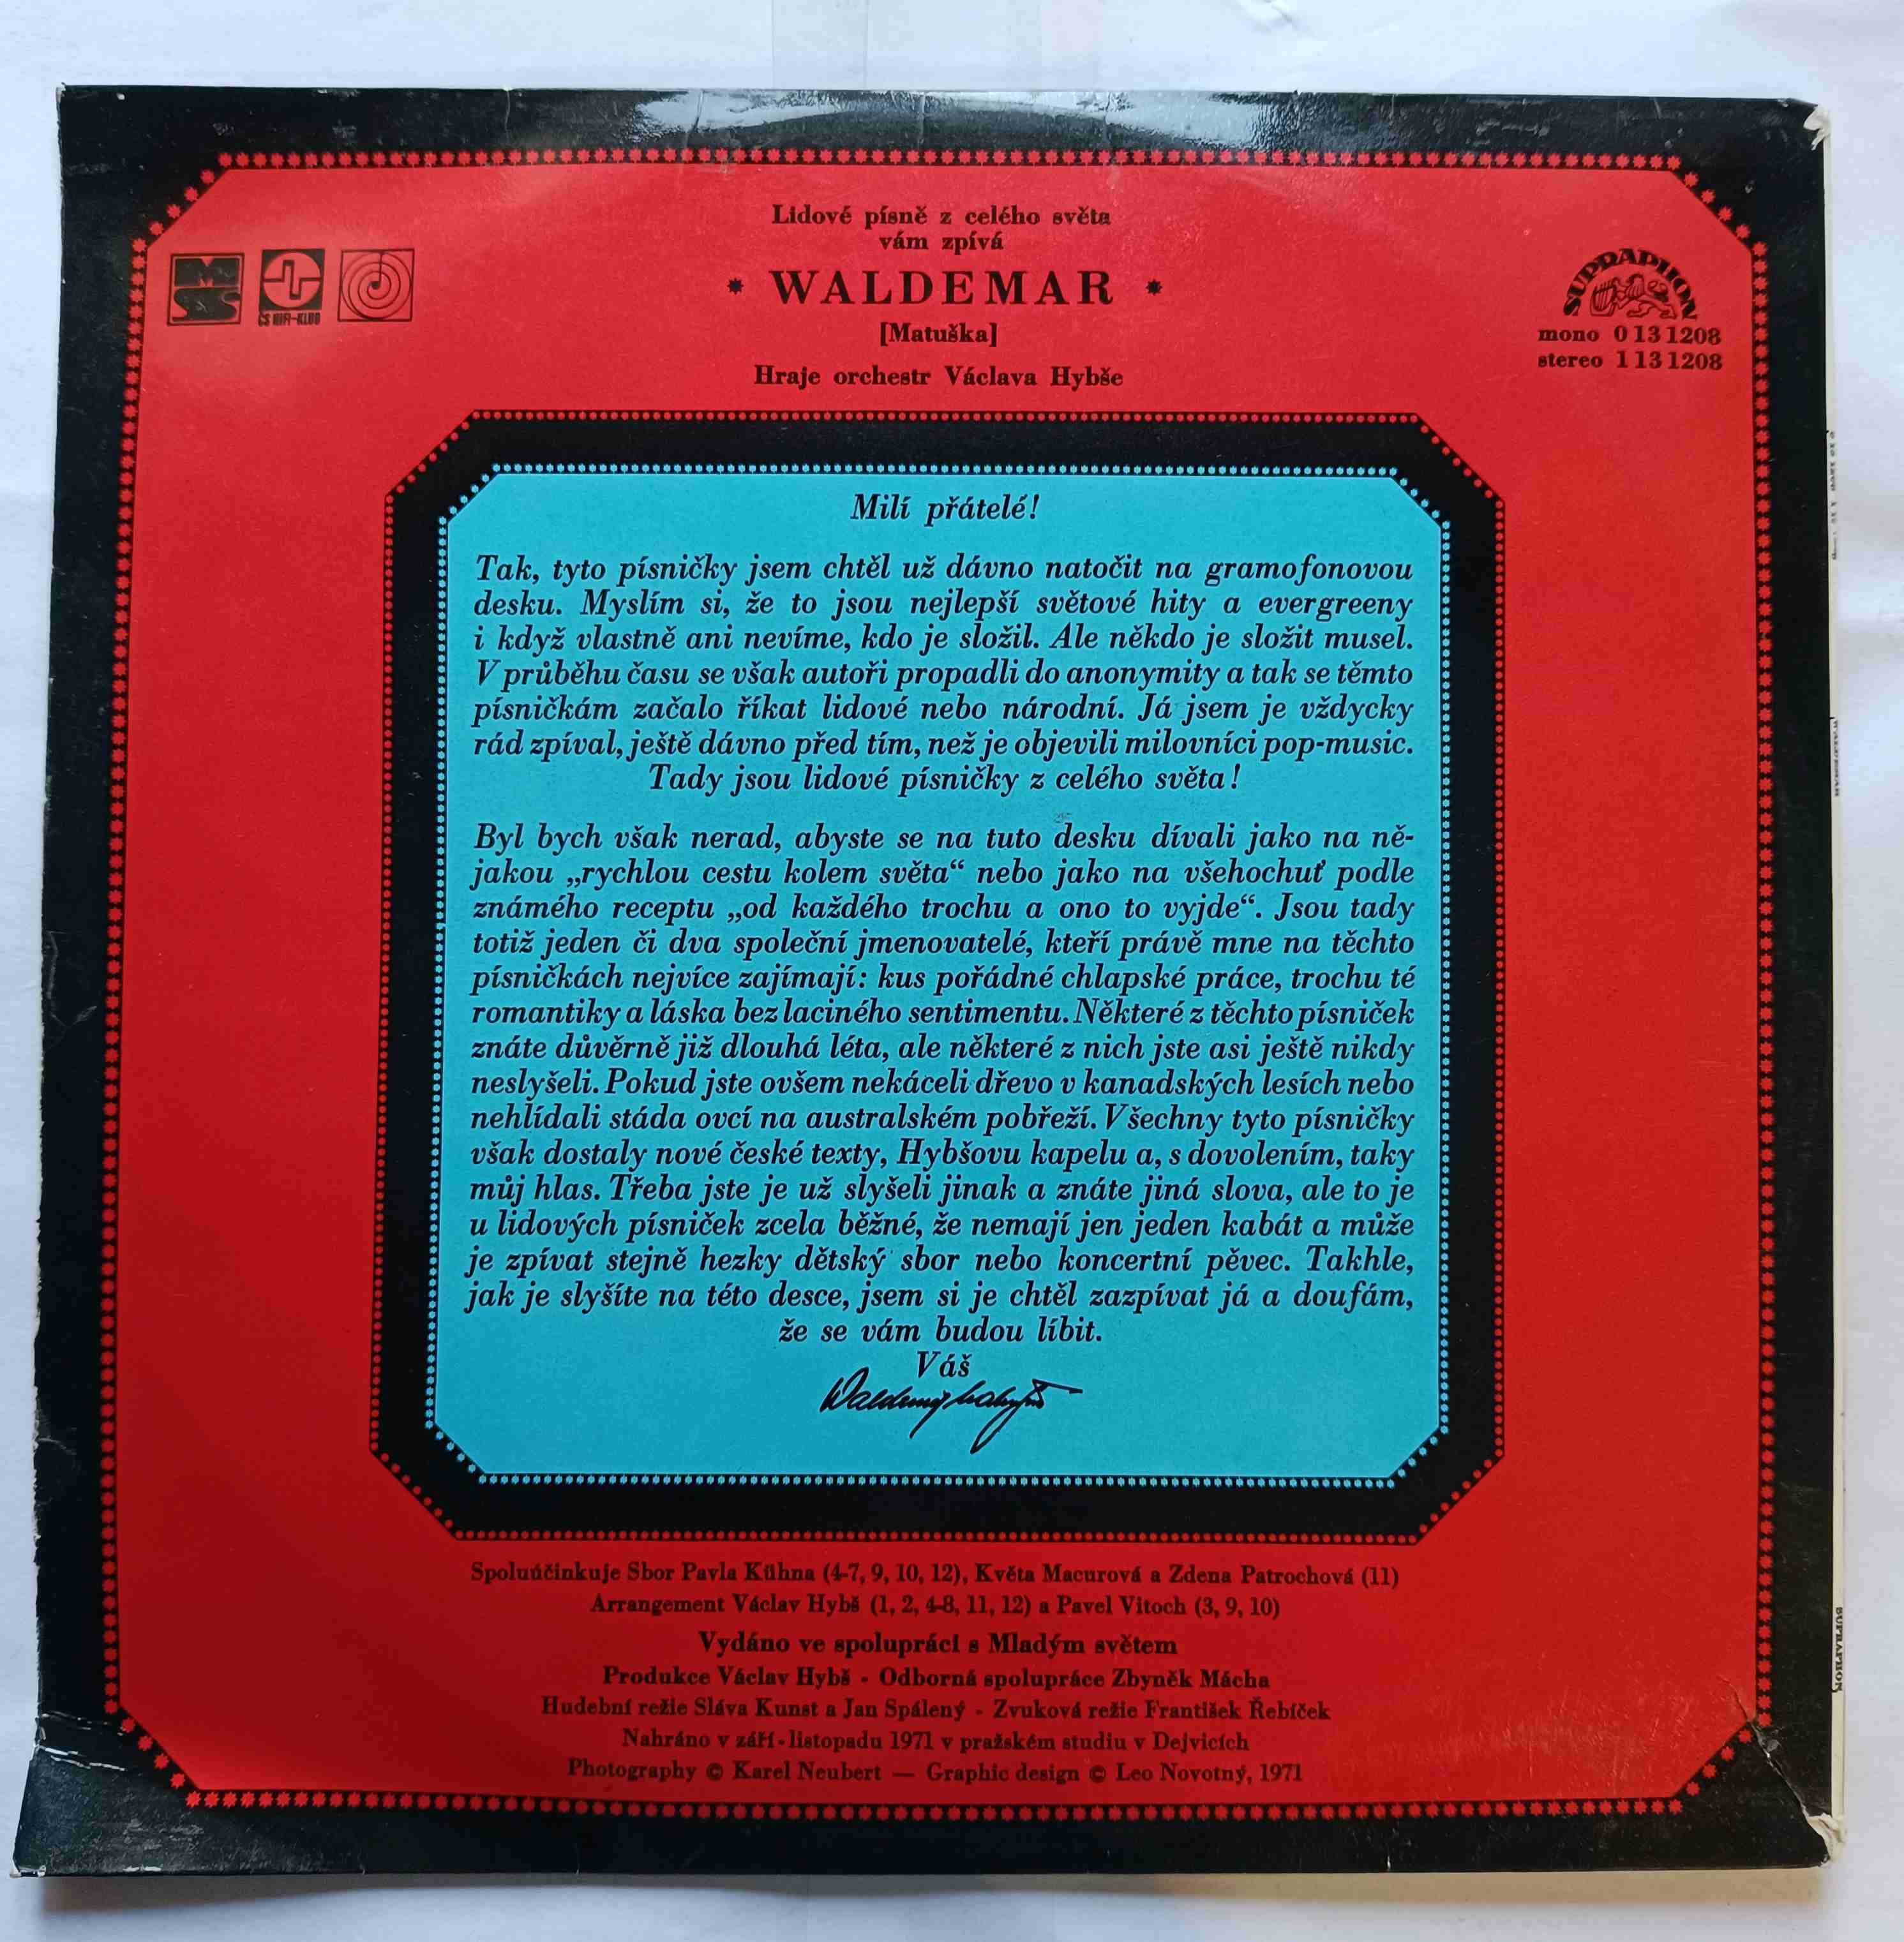 Lidové písně z celého světa
vám zpívá
* WALDEMAR *
[Matuška]
Hraje orchestr Václava Hybše
MS
ČS HIFI-KLUB
SUPRAPHON
mono 0 13 1208
stereo 1 13 1208
Milí přátelé!
Tak, tyto písničky jsem chtěl už dávno natočit na gramofonovou
desku. Myslím si, že to jsou nejlepší světové hity a evergreeny
i když vlastně ani nevíme, kdo je složil. Ale někdo je složit musel.
V průběhu času se však autoři propadli do anonymity a tak se těmto
písničkám začalo říkat lidové nebo národní. Já jsem je vždycky
rád zpíval, ještě dávno před tím, než je objevili milovníci pop-music.
Tady jsou lidové písničky z celého světa!
Byl bych však nerad, abyste se na tuto desku dívali jako na ně-
jakou „rychlou cestu kolem světa“ nebo jako na všehochuť podle
známého receptu „od každého trochu a ono to vyjde“. Jsou tady
totiž jeden či dva společní jmenovatelé, kteří právě mne na těchto
písničkách nejvíce zajímají: kus pořádné chlapské práce, trochu té
romantiky a láska bez laciného sentimentu. Některé z těchto písniček
znáte důvěrně již dlouhá léta, ale některé z nich jste asi ještě nikdy
neslyšeli. Pokud jste ovšem nekáceli dřevo v kanadských lesích nebo
nehlídali stáda ovcí na australském pobřeží. Všechny tyto písničky
však dostaly nové české texty, Hybšovu kapelu a, s dovolením, taky
můj hlas. Třeba jste je už slyšeli jinak a znáte jiná slova, ale to je
u lidových písniček zcela běžné, že nemají jen jeden kabát a může
je zpívat stejně hezky dětský sbor nebo koncertní pěvec. Takhle,
jak je slyšíte na této desce, jsem si je chtěl zazpívat já a doufám,
že se vám budou líbit.
Váš
Spoluúčinkuje Sbor Pavla Kühna (4-7, 9, 10, 12), Květa Macurová a Zdena Patrochová (11)
Arrangement Václav Hybš (1, 2, 4-8, 11, 12) a Pavel Vitoch (3, 9, 10)
Vydáno ve spolupráci s Mladým světem
Produkce Václav Hybš - Odborná spolupráce Zbyněk Mácha
Hudební režie Sláva Kunst a Jan Spálený - Zvuková režie František Řebíček
Nahráno v září - listopadu 1971 v pražském studiu v Dejvicích
Photography © Karel Neubert — Graphic design © Leo Novotný, 1971
WALDEMAR
SUPRAPHON